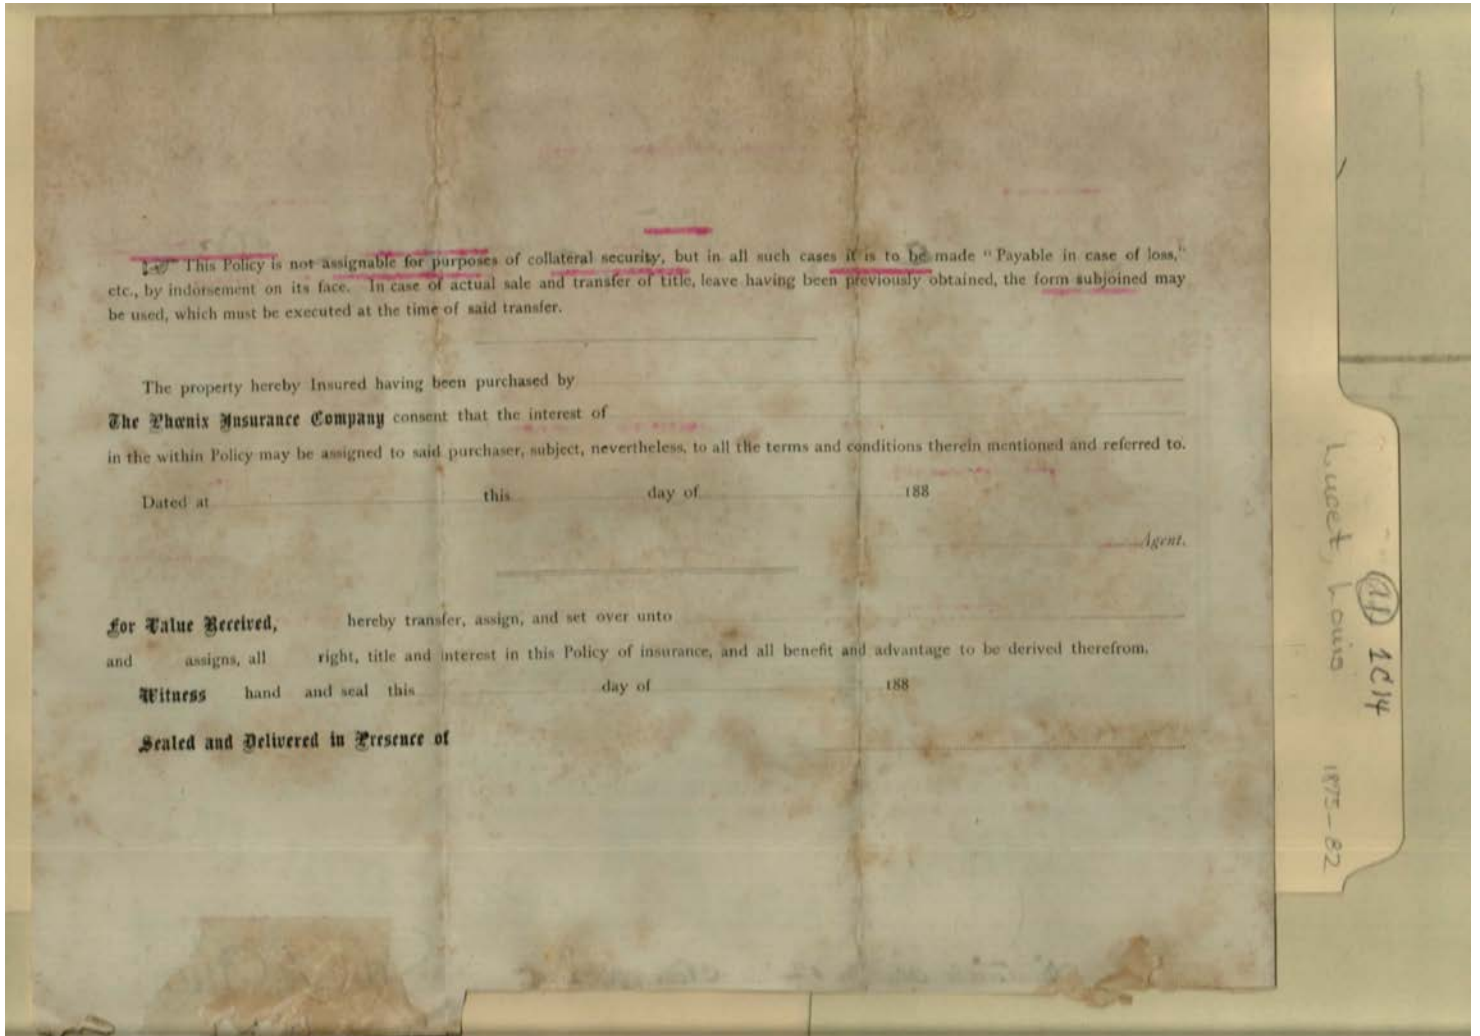 ☞ This Policy is not assignable for purposes of collateral security, but in all such cases it is to be made "Payable in case of loss,"
etc., by indorsement on its face. In case of actual sale and transfer of title, leave having been previously obtained, the form subjoined may
be used, which must be executed at the time of said transfer.
The property hereby Insured having been purchased by
The Phœnix Insurance Company consent that the interest of
in the within Policy may be assigned to said purchaser, subject, nevertheless, to all the terms and conditions therein mentioned and referred to.
Dated at this day of 188
Agent.
For Value Received, hereby transfer, assign, and set over unto
and assigns, all right, title and interest in this Policy of insurance, and all benefit and advantage to be derived therefrom.
Witness hand and seal this day of 188
Sealed and Delivered in Presence of
1C14
Lucet, Louis 1875-82